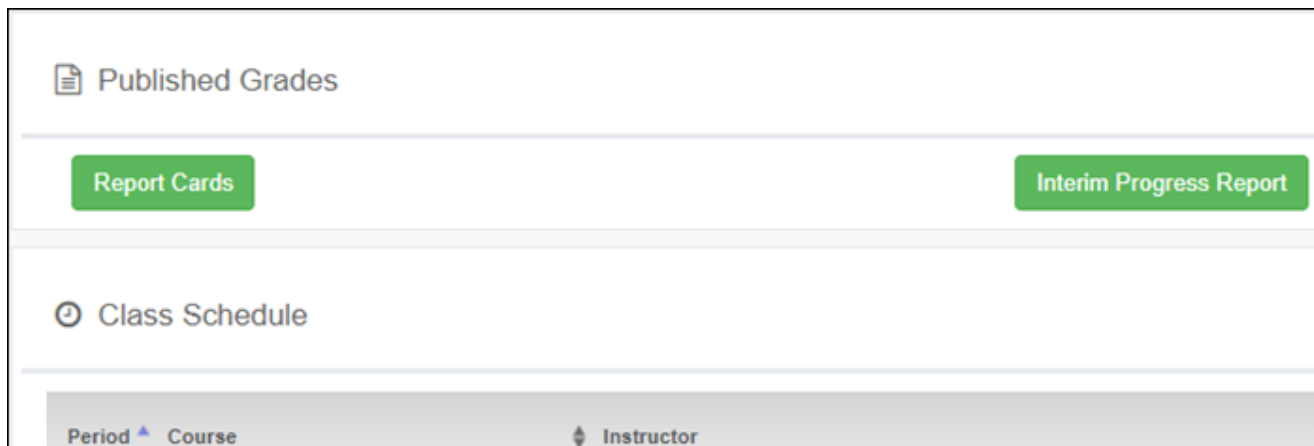 Published Grades
Report Cards Interim Progress Report
Class Schedule
Period Course Instructor